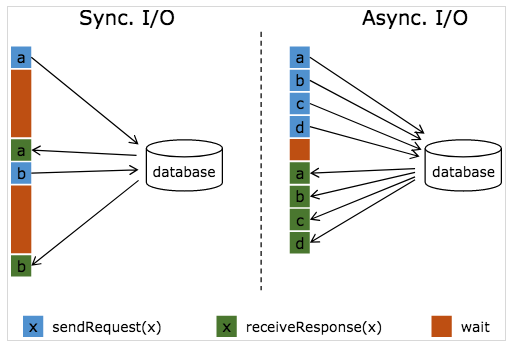 Sync. I/O
a
a
b
b
database
Async. I/O
a
b
c
d
a
b
c
d
database
x sendRequest(x)
x receiveResponse(x)
wait